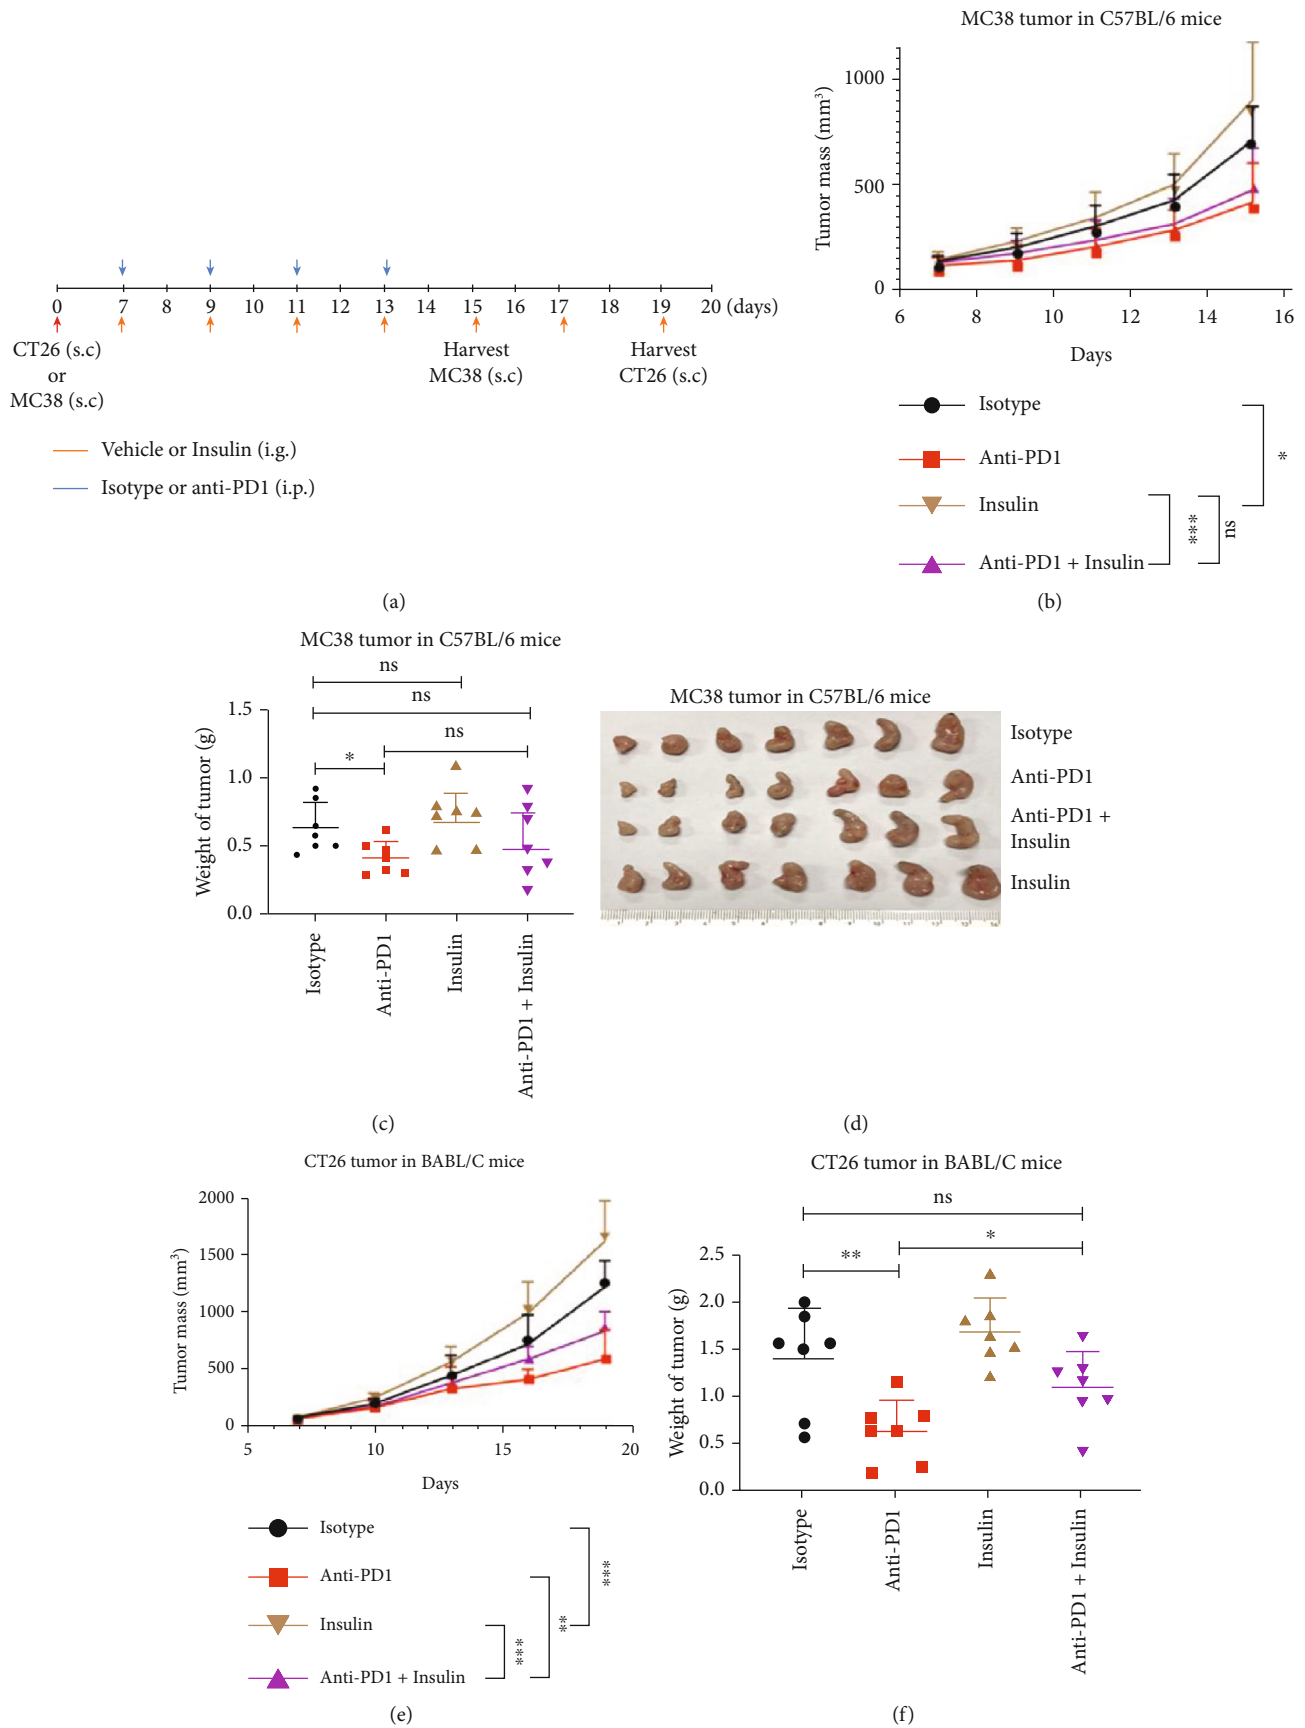 0 7 8 9 10 11 12 13 14 15 16 17 18 19 20 (days)
CT26 (s.c)
or
MC38 (s.c)
Harvest
MC38 (s.c)
Harvest
CT26 (s.c)
Vehicle or Insulin (i.g.)
Isotype or anti-PD1 (i.p.)
(a)
MC38 tumor in C57BL/6 mice
Tumor mass (mm³)
1000
500
0
6 8 10 12 14 16
Days
Isotype
Anti-PD1
Insulin
Anti-PD1 + Insulin
*
***
ns
(b)
MC38 tumor in C57BL/6 mice
ns
ns
ns
*
Weight of tumor (g)
1.5
1.0
0.5
0.0
Isotype
Anti-PD1
Insulin
Anti-PD1 + Insulin
(c)
MC38 tumor in C57BL/6 mice
Isotype
Anti-PD1
Anti-PD1 +
Insulin
Insulin
(d)
CT26 tumor in BABL/C mice
Tumor mass (mm³)
2000
1500
1000
500
0
5 10 15 20
Days
Isotype
Anti-PD1
Insulin
Anti-PD1 + Insulin
***
**
***
(e)
CT26 tumor in BABL/C mice
ns
*
**
Weight of tumor (g)
2.5
2.0
1.5
1.0
0.5
0.0
Isotype
Anti-PD1
Insulin
Anti-PD1 + Insulin
(f)